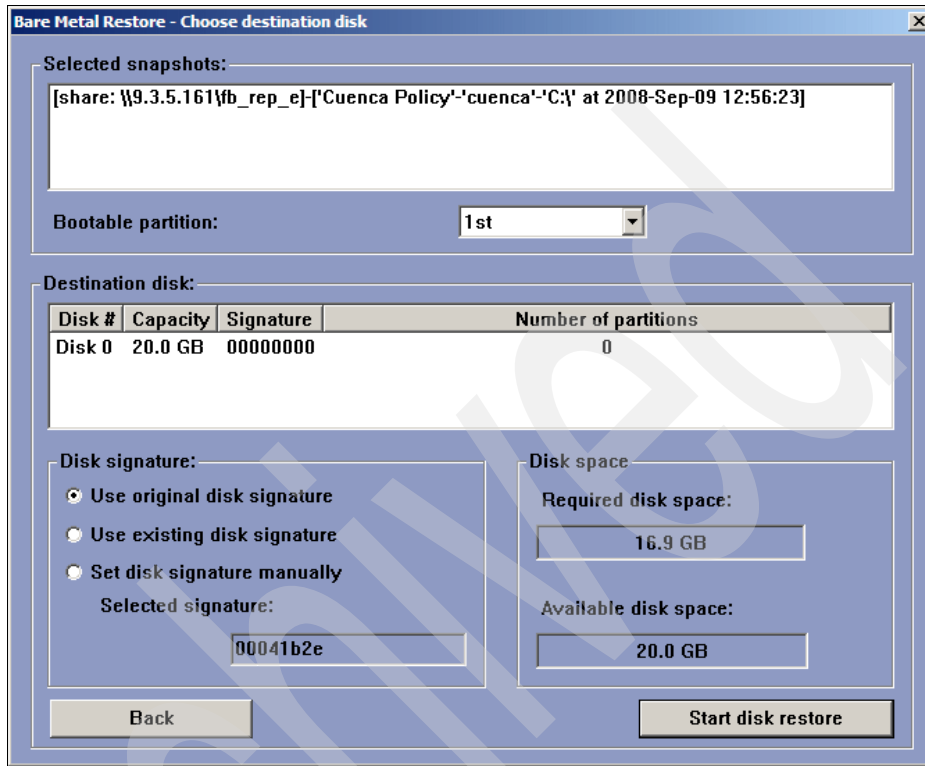 Bare Metal Restore - Choose destination disk
Selected snapshots:
[share: \\9.3.5.161\fb_rep_e]-['Cuenca Policy'-'cuenca'-'C:\' at 2008-Sep-09 12:56:23]
Bootable partition: 1st
Destination disk:
Disk # Capacity Signature Number of partitions
Disk 0 20.0 GB 00000000 0
Disk signature:
Use original disk signature
Use existing disk signature
Set disk signature manually
Selected signature:
00041b2e
Disk space
Required disk space:
16.9 GB
Available disk space:
20.0 GB
Back
Start disk restore
chived